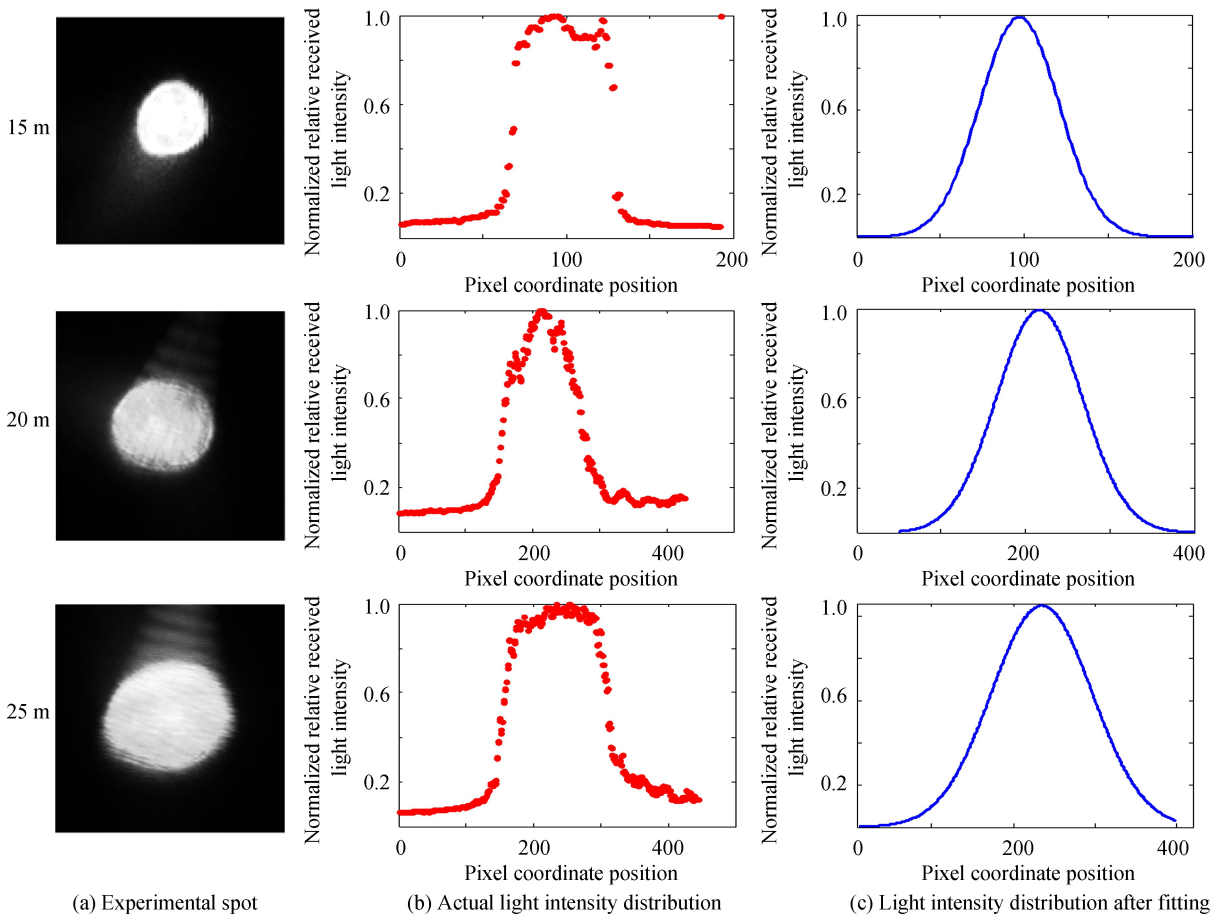 15 m
Normalized relative received
light intensity
1.0
0.6
0.2
0
100
200
Pixel coordinate position
Normalized relative received
light intensity
1.0
0.6
0.2
0
100
200
Pixel coordinate position
20 m
Normalized relative received
light intensity
1.0
0.6
0.2
0
200
400
Pixel coordinate position
Normalized relative received
light intensity
1.0
0.6
0.2
0
200
400
Pixel coordinate position
25 m
Normalized relative received
light intensity
1.0
0.6
0.2
0
200
400
Pixel coordinate position
Normalized relative received
light intensity
1.0
0.6
0.2
0
200
400
Pixel coordinate position
(a) Experimental spot
(b) Actual light intensity distribution
(c) Light intensity distribution after fitting